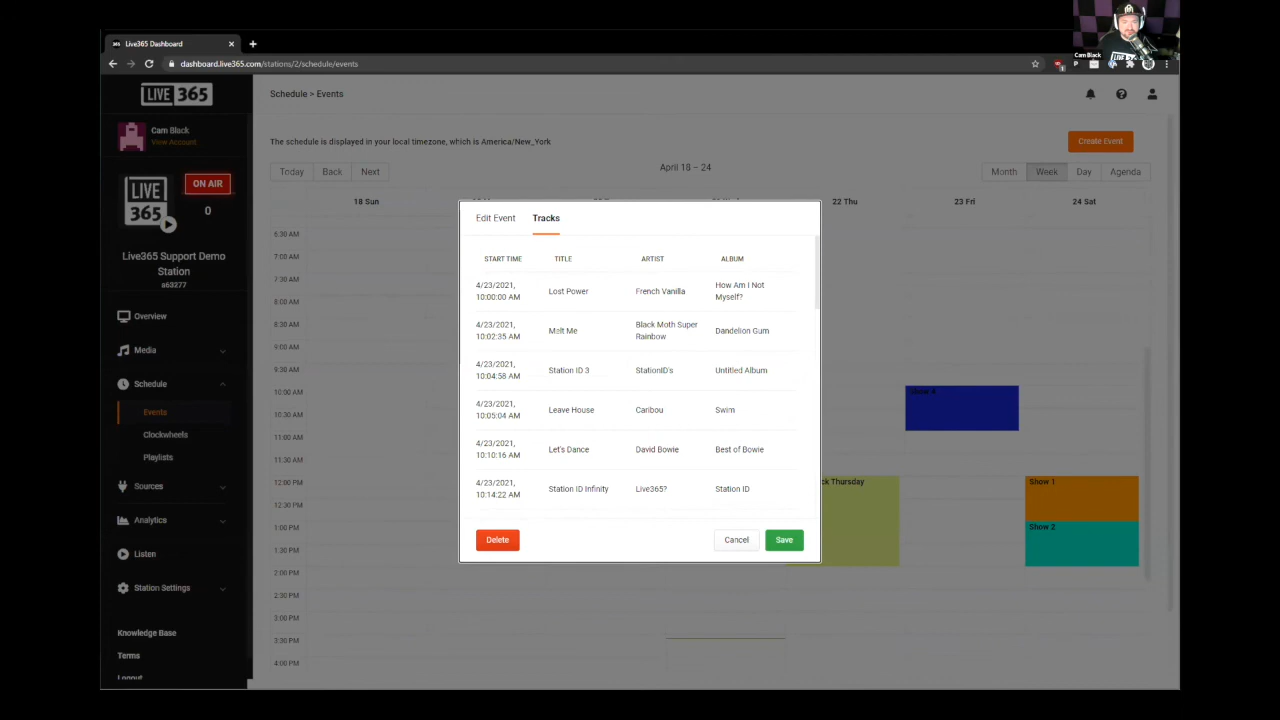 Live365 Dashboard
dashboard.live365.com/stations/2/schedule/events
Cam Black
LIVE 365
Schedule > Events
Cam Black
View Account
The schedule is displayed in your local timezone, which is America/New_York
Create Event
Today Back Next
April 18 – 24
Month Week Day Agenda
LIVE 365
ON AIR
0
18 Sun
22 Thu
23 Fri
24 Sat
Live365 Support Demo
Station
s63277
Overview
Media
Schedule
Events
Clockwheels
Playlists
Sources
Analytics
Listen
Station Settings
Knowledge Base
Terms
Logout
6:30 AM
7:00 AM
7:30 AM
8:00 AM
8:30 AM
9:00 AM
9:30 AM
10:00 AM
10:30 AM
11:00 AM
11:30 AM
12:00 PM
12:30 PM
1:00 PM
1:30 PM
2:00 PM
2:30 PM
3:00 PM
3:30 PM
4:00 PM
Edit Event Tracks
START TIME TITLE ARTIST ALBUM
4/23/2021, 10:00:00 AM Lost Power French Vanilla How Am I Not Myself?
4/23/2021, 10:02:35 AM Melt Me Black Moth Super Rainbow Dandelion Gum
4/23/2021, 10:04:58 AM Station ID 3 StationID's Untitled Album
4/23/2021, 10:05:04 AM Leave House Caribou Swim
4/23/2021, 10:10:16 AM Let's Dance David Bowie Best of Bowie
4/23/2021, 10:14:22 AM Station ID Infinity Live365? Station ID
Delete
Cancel
Save
Thursday
Show 1
Show 2